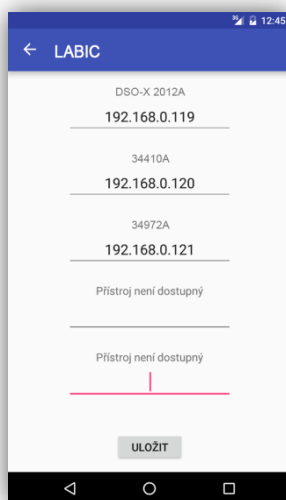 3G 12:45
LABIC
DSO-X 2012A
192.168.0.119
34410A
192.168.0.120
34972A
192.168.0.121
Přístroj není dostupný
Přístroj není dostupný
ULOŽIT